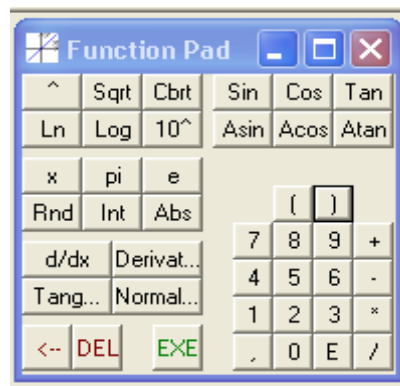 Function Pad
^ Sqrt Cbrt Sin Cos Tan
Ln Log 10^ Asin Acos Atan
x pi e
Rnd Int Abs ( )
7 8 9 +
d/dx Derivat...
4 5 6 -
Tang... Normal...
1 2 3 *
<-- DEL EXE , 0 E /